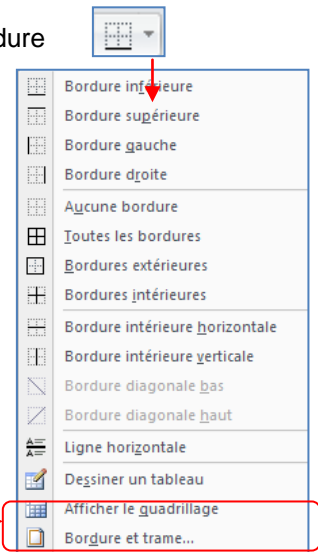 dure
Bordure inférieure
Bordure supérieure
Bordure gauche
Bordure droite
Aucune bordure
Toutes les bordures
Bordures extérieures
Bordures intérieures
Bordure intérieure horizontale
Bordure intérieure verticale
Bordure diagonale bas
Bordure diagonale haut
Ligne horizontale
Dessiner un tableau
Afficher le quadrillage
Bordure et trame...